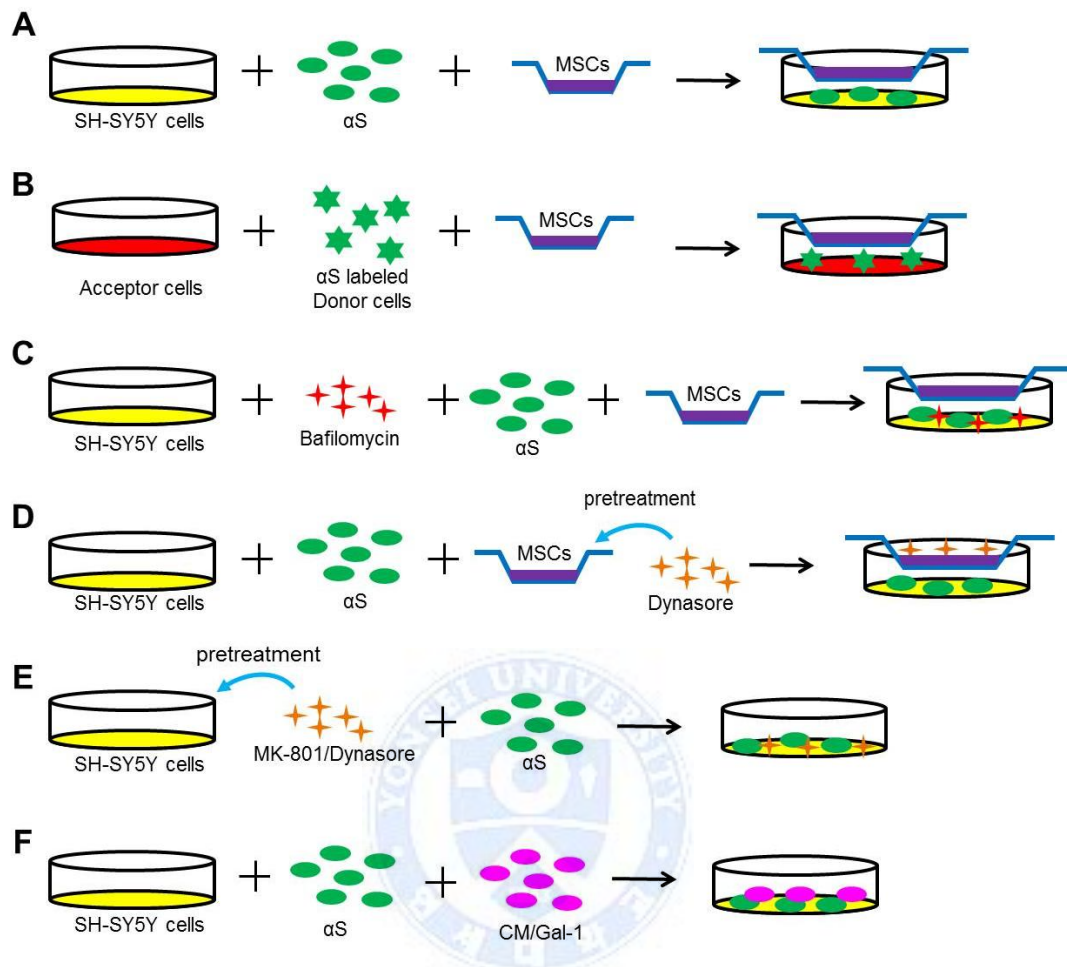 A
MSCs
SH-SY5Y cells
αS
B
MSCs
Acceptor cells
αS labeled
Donor cells
C
MSCs
SH-SY5Y cells
Bafilomycin
αS
D
pretreatment
MSCs
SH-SY5Y cells
αS
Dynasore
E
pretreatment
SH-SY5Y cells
MK-801/Dynasore
αS
F
SH-SY5Y cells
αS
CM/Gal-1
YONSEI UNIVERSITY